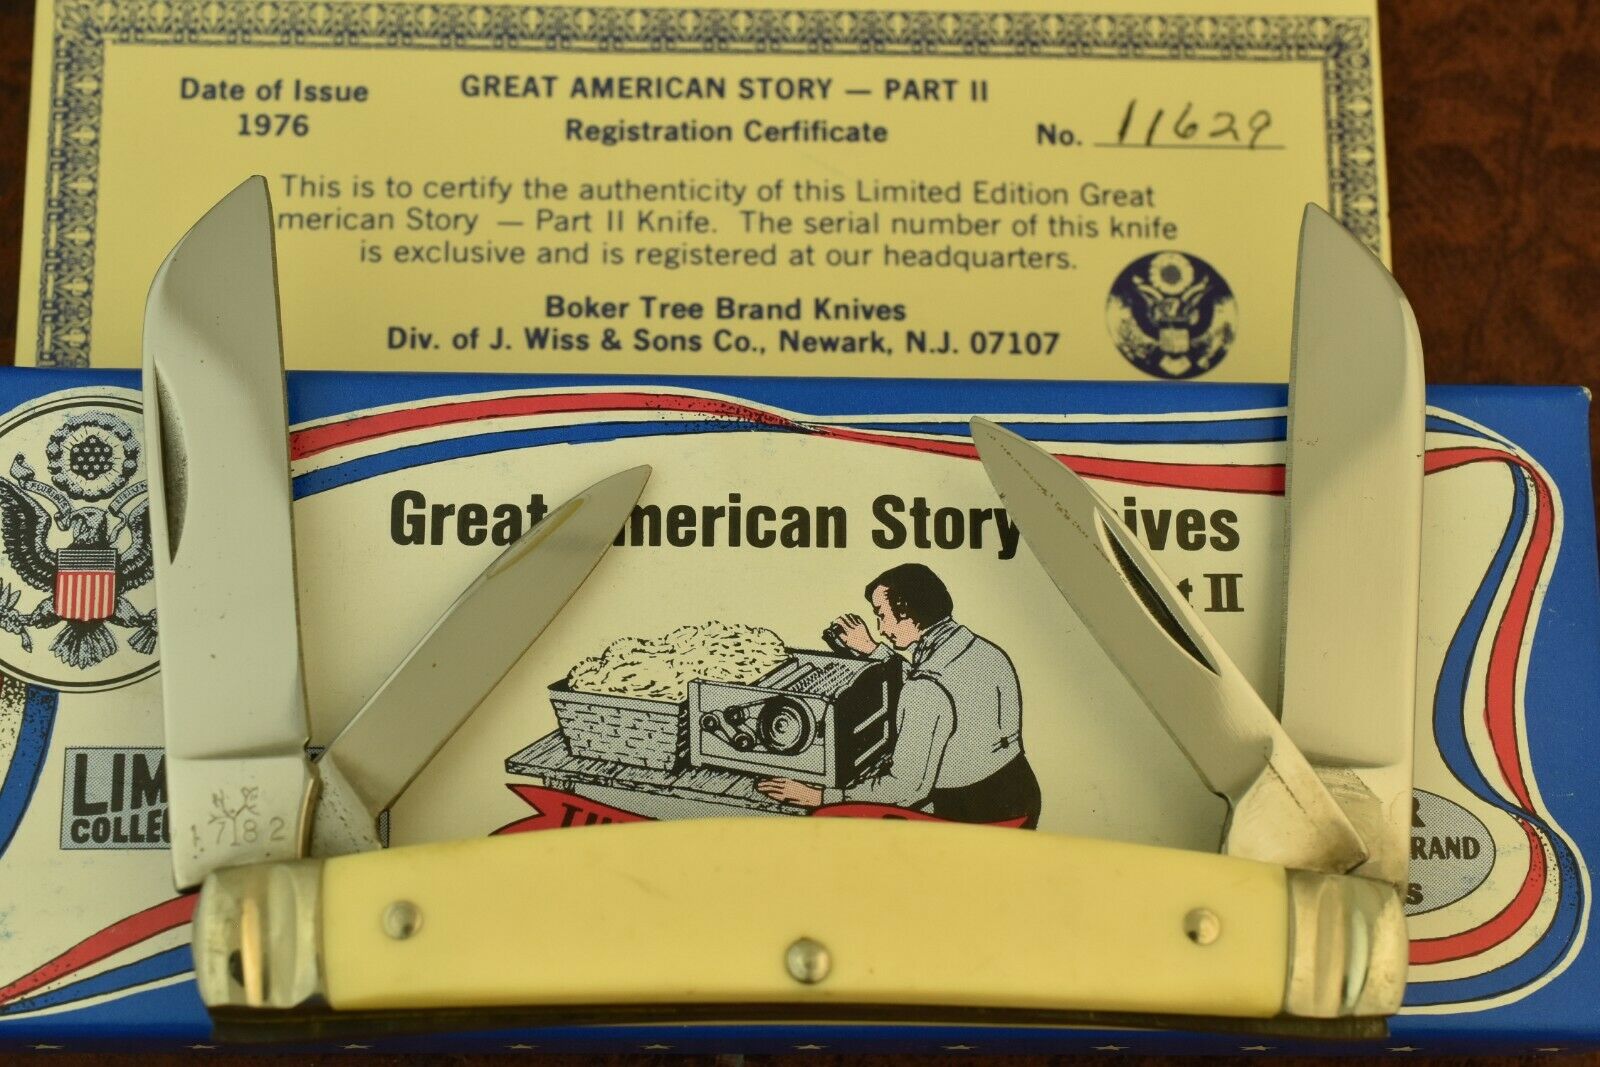 Date of Issue
1976
GREAT AMERICAN STORY — PART II
Registration Cerfificate
No. 11629
This is to certify the authenticity of this Limited Edition Great
merican Story — Part II Knife. The serial number of this knife
is exclusive and is registered at our headquarters.
Boker Tree Brand Knives
Div. of J. Wiss & Sons Co., Newark, N.J. 07107
Great merican Story ives
t II
LIM
COLLE
R
RAND
S
7182